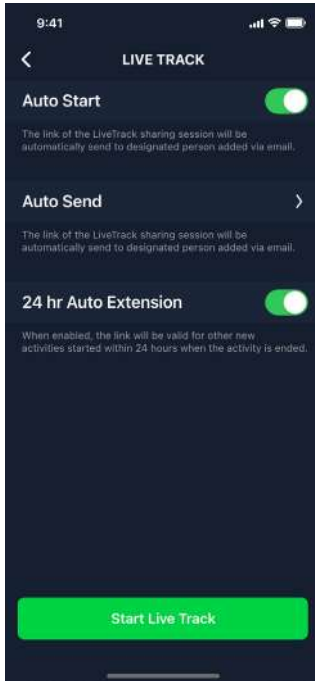 9:41
LIVE TRACK
Auto Start
The link of the LiveTrack sharing session will be
automatically send to designated person added via email.
Auto Send
The link of the LiveTrack sharing session will be
automatically send to designated person added via email.
24 hr Auto Extension
When enabled, the link will be valid for other new
activities started within 24 hours when the activity is ended.
Start Live Track